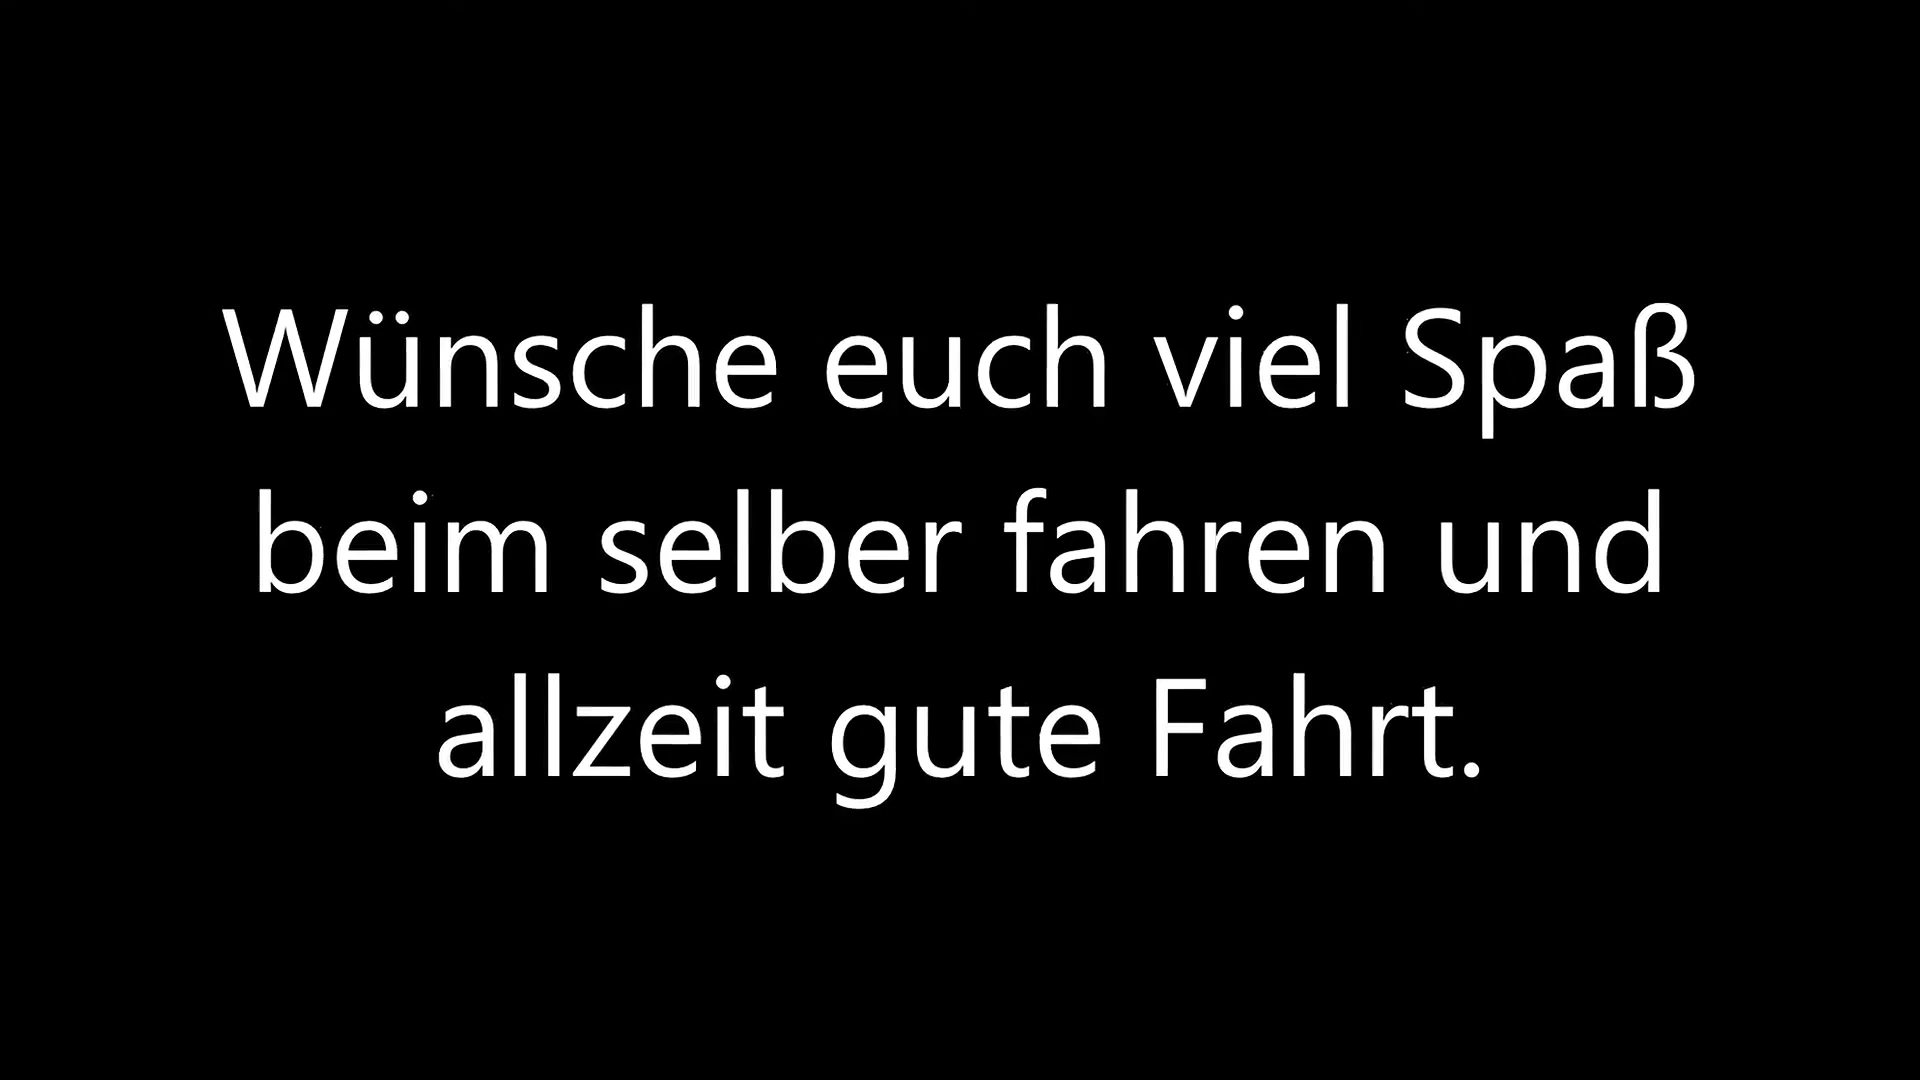 Wünsche euch viel Spaß
beim selber fahren und
allzeit gute Fahrt.